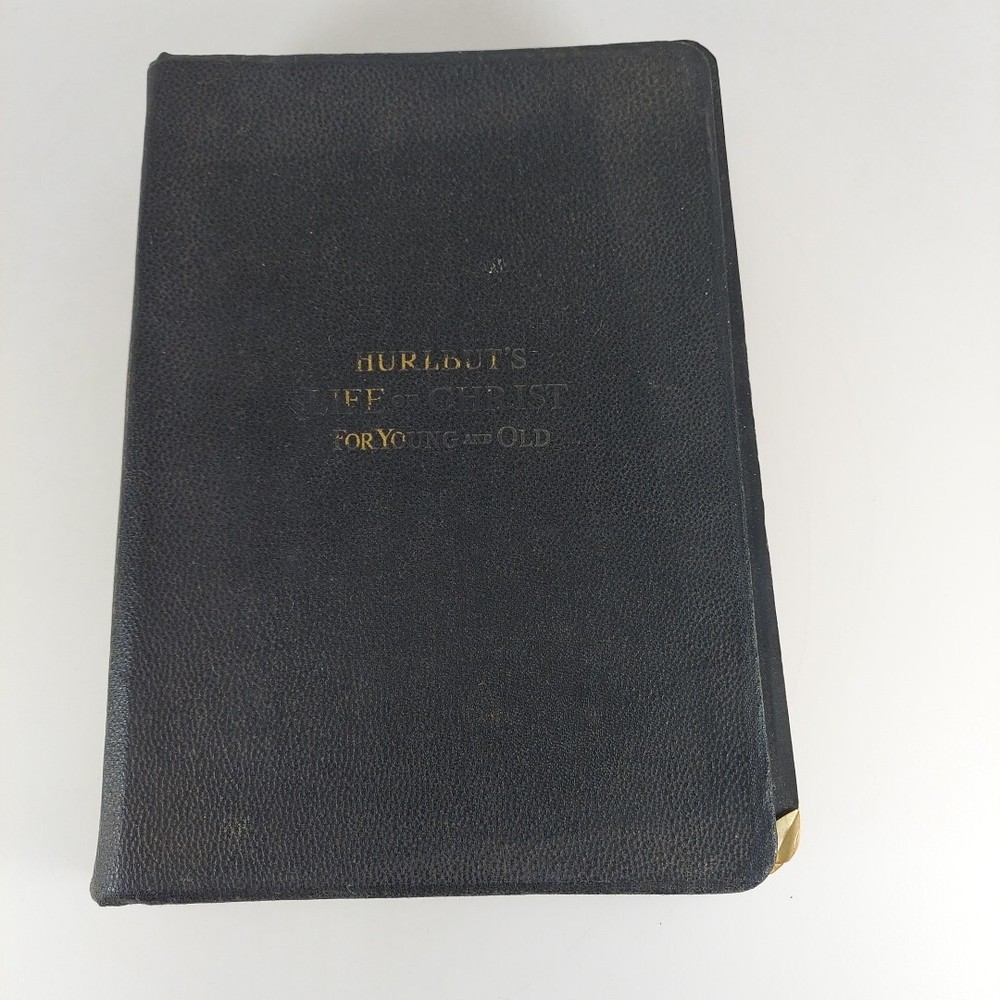 HURLBUT'S
LIFE OF CHRIST
FOR YOUNG AND OLD